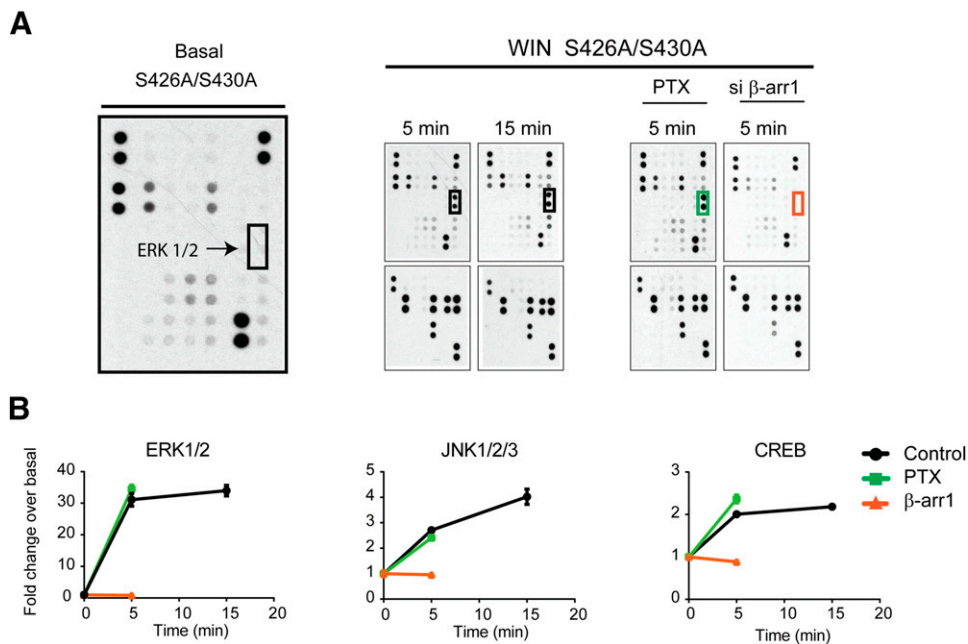 A
Basal
S426A/S430A
ERK 1/2
WIN S426A/S430A
PTX
si β-arr1
5 min
15 min
5 min
5 min
B
ERK1/2
JNK1/2/3
CREB
Fold change over basal
40
30
20
10
0
0
5
10
15
20
Time (min)
5
4
3
2
1
0
0
5
10
15
20
Time (min)
3
2
1
0
0
5
10
15
20
Time (min)
Control
PTX
β-arr1